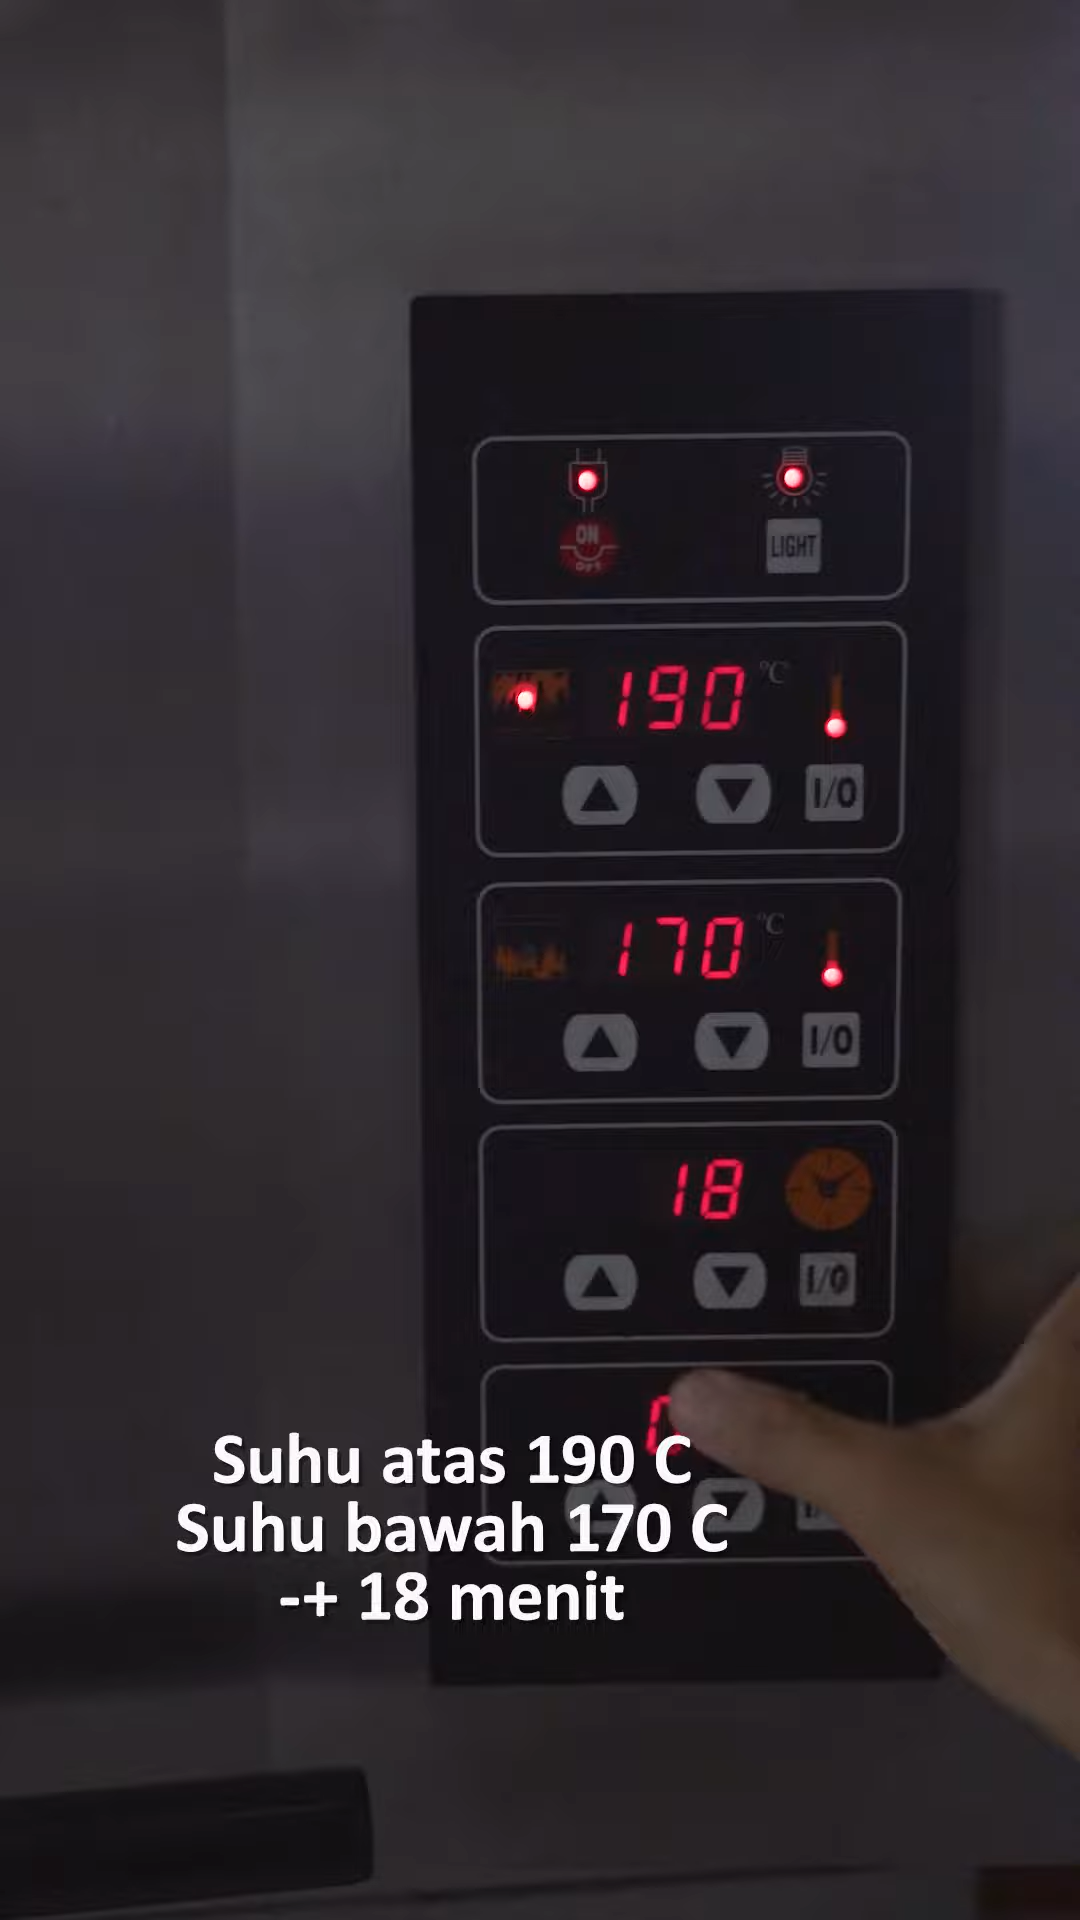 ON
OFF
LIGHT
190 °C
I/O
170 °C
I/O
18
I/O
Suhu atas 190 C
Suhu bawah 170 C
-+ 18 menit